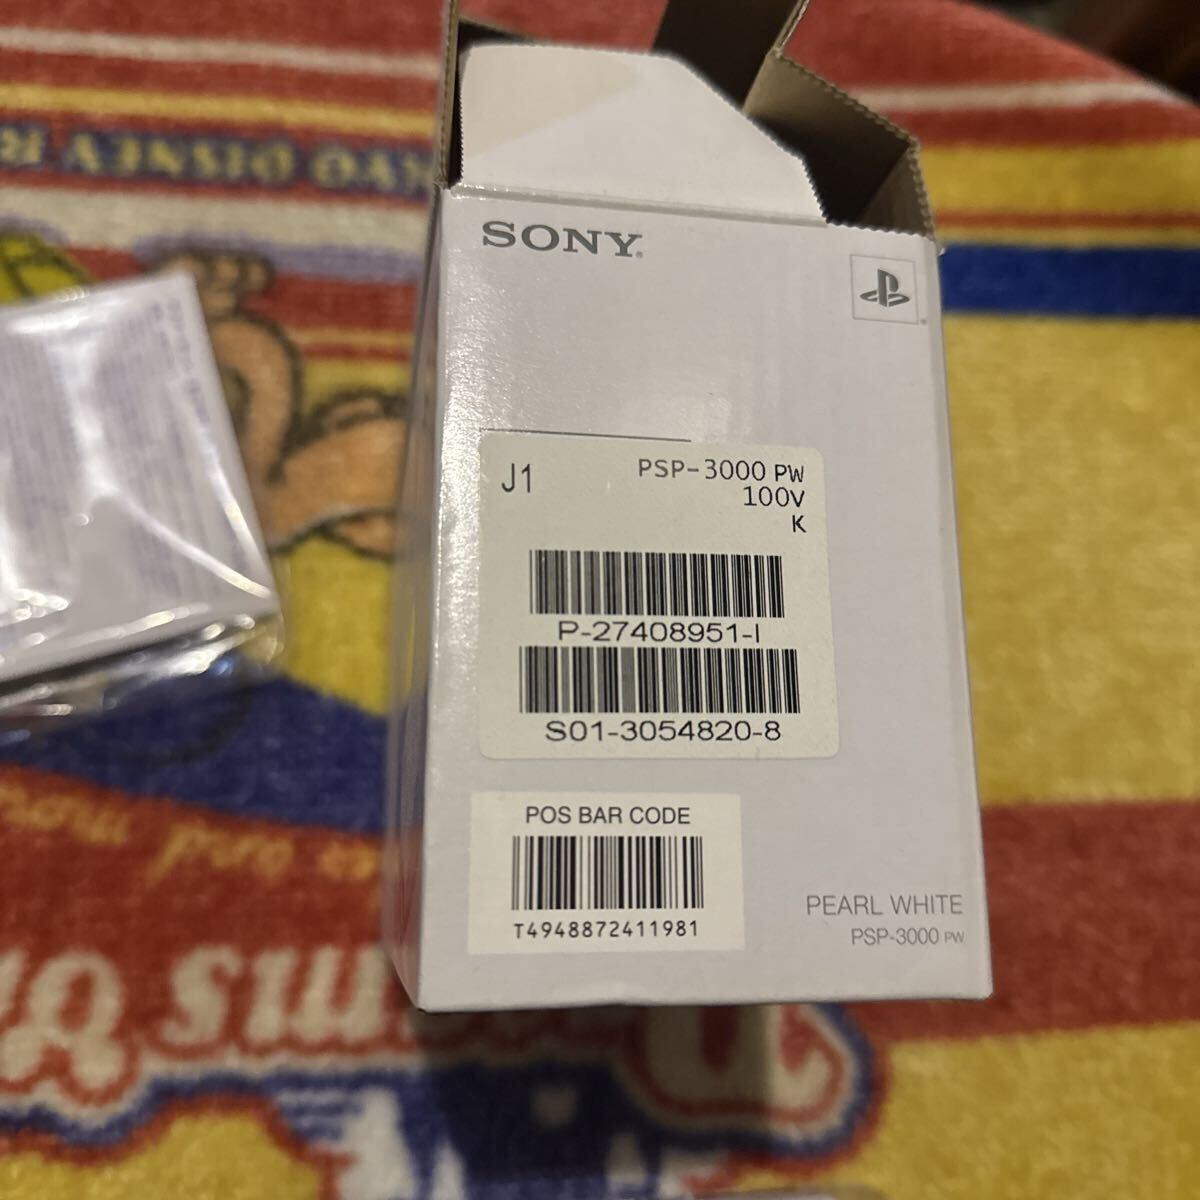 SONY
J1
PSP-3000 PW
100V
K
P-27408951-I
S01-3054820-8
POS BAR CODE
T4948872411981
PEARL WHITE
PSP-3000 PW
DISNEY